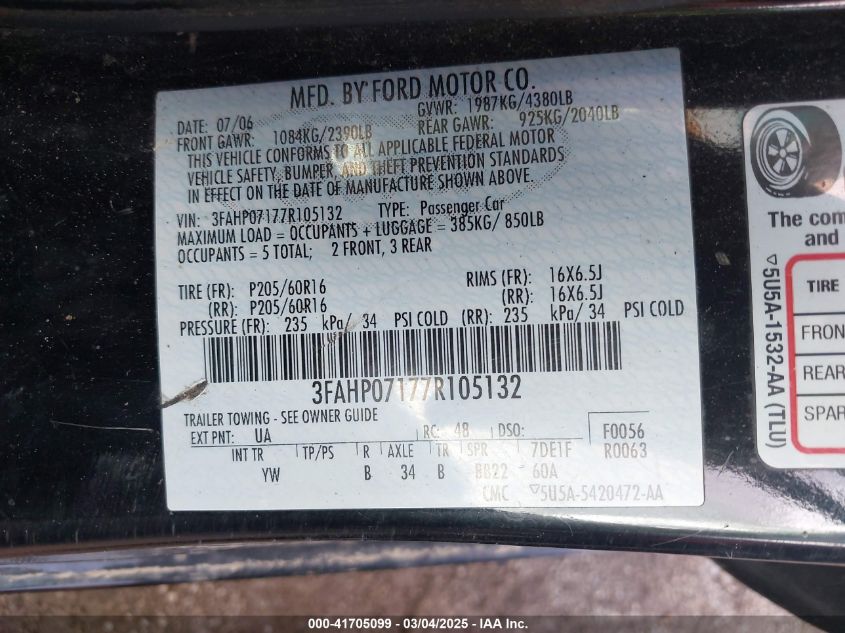 MFD. BY FORD MOTOR CO.
DATE: 07/06 GVWR: 1987KG/4380LB
FRONT GAWR: 1084KG/2390LB REAR GAWR: 925KG/2040LB
THIS VEHICLE CONFORMS TO ALL APPLICABLE FEDERAL MOTOR
VEHICLE SAFETY, BUMPER, AND THEFT PREVENTION STANDARDS
IN EFFECT ON THE DATE OF MANUFACTURE SHOWN ABOVE.
VIN: 3FAHP07177R105132 TYPE: Passenger Car
MAXIMUM LOAD = OCCUPANTS + LUGGAGE = 385KG/ 850LB
OCCUPANTS = 5 TOTAL; 2 FRONT, 3 REAR
TIRE (FR): P205/60R16 RIMS (FR): 16X6.5J
(RR): P205/60R16 (RR): 16X6.5J
PRESSURE (FR): 235 kPa/ 34 PSI COLD (RR): 235 kPa/ 34 PSI COLD
3FAHP07177R105132
TRAILER TOWING - SEE OWNER GUIDE
EXT PNT: UA RC: 48 DSO: F0056
INT TR TP/PS R AXLE TR SPR 7DE1F R0063
YW B 34 B BB22 60A
CMC ▽5U5A-5420472-AA
The com
and
TIRE
FRON
REAR
SPAR
▽5U5A-1532-AA (TLU)
000-41705099 - 03/04/2025 - IAA Inc.